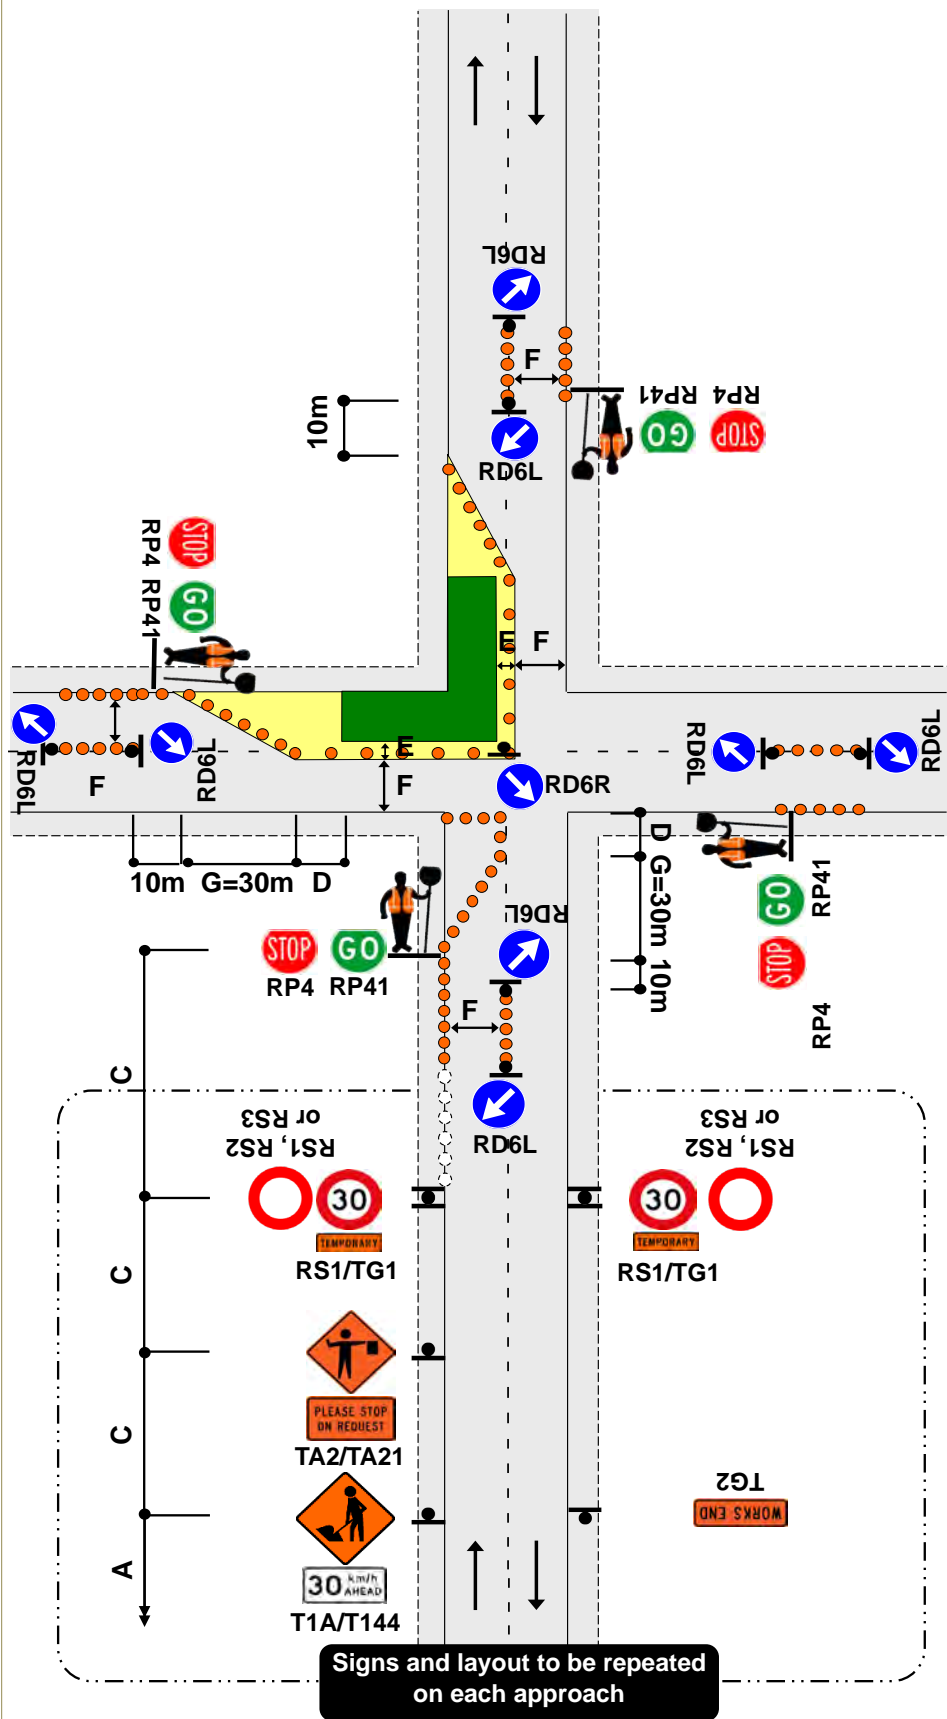 RD6L
F
10m
RP41 RP4
GO STOP
RD6L
RP4 RP41
STOP
GO
E F
RD6L
F
RD6L
E
F
RD6R
RD6L
RD6L
10m G=30m D
D G=30m 10m
STOP GO
RP4 RP41
RD6L
GO
RP41
STOP
RP4
F
C
RS1, RS2
or RS3
RD6L
RS1, RS2
or RS3
30
TEMPORARY
RS1/TG1
30
TEMPORARY
RS1/TG1
C
PLEASE STOP
ON REQUEST
TA2/TA21
C
TG2
WORKS END
A
30 km/h
AHEAD
T1A/T144
Signs and layout to be repeated
on each approach